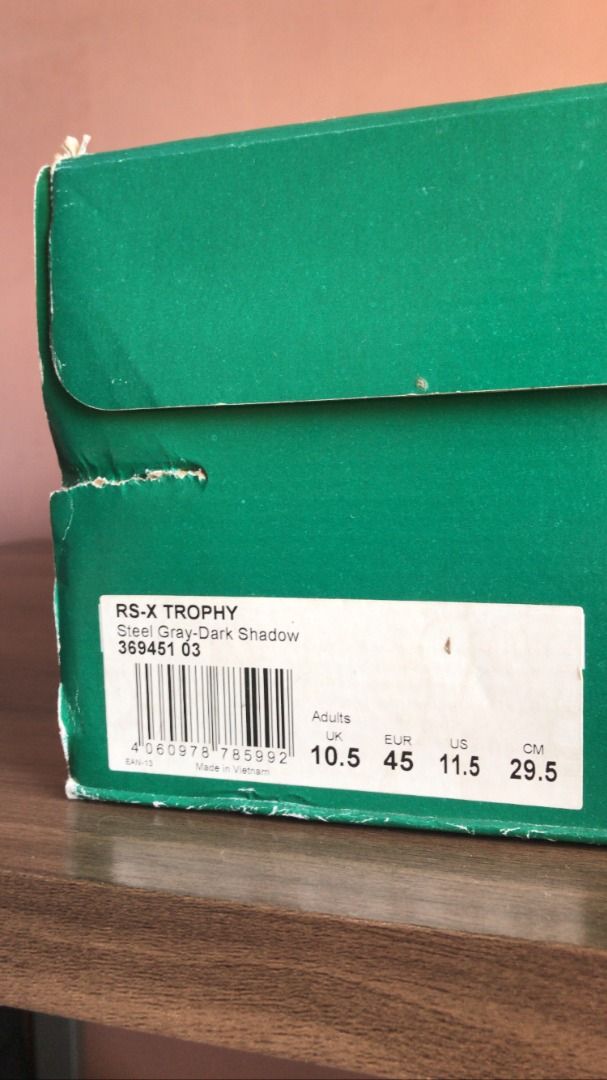 RS-X TROPHY
Steel Gray-Dark Shadow
369451 03
4 060978 785992
EAN-13
Made in Vietnam
Adults
UK EUR US CM
10.5 45 11.5 29.5